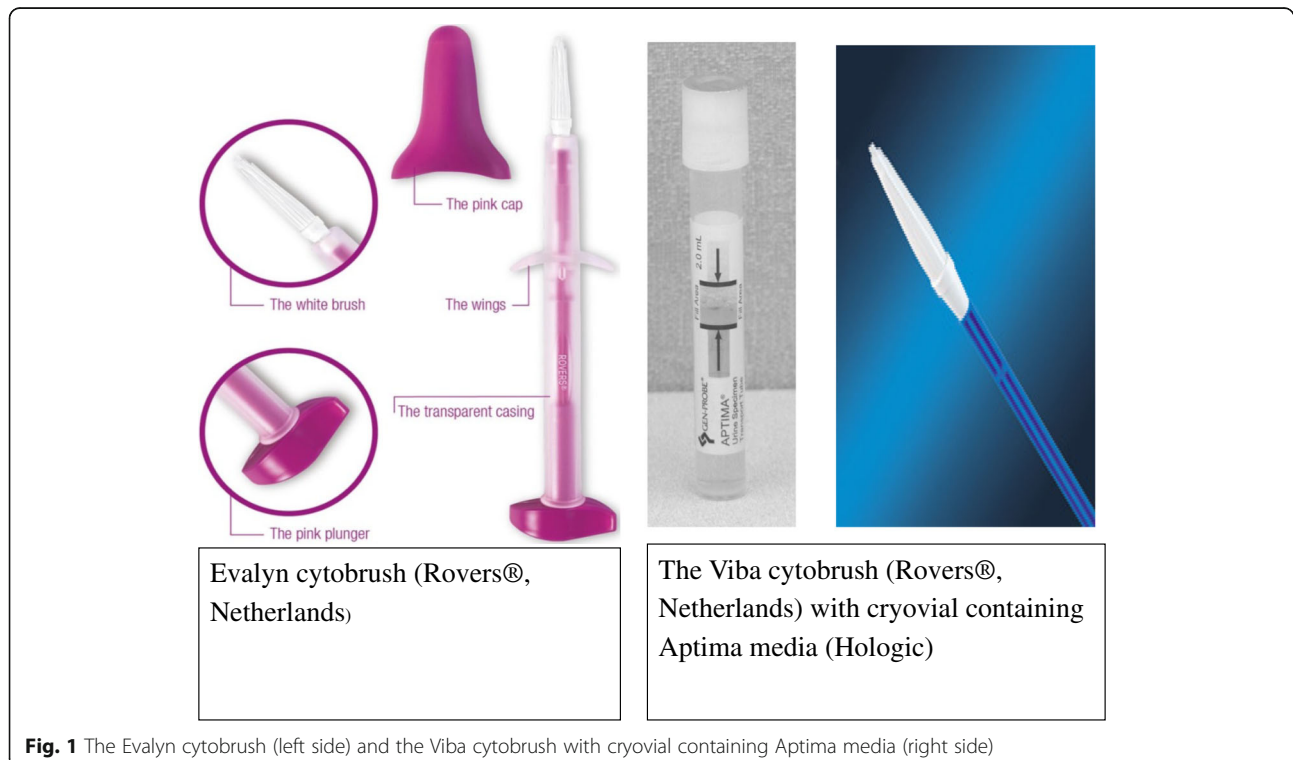 The pink cap
The white brush
The wings
The transparent casing
The pink plunger
ROVERS®
2.0 mL
Fill Area
Fill Area
GEN-PROBE®
APTIMA®
Urine Specimen
Transport Tube
Evalyn cytobrush (Rovers®,
Netherlands)
The Viba cytobrush (Rovers®,
Netherlands) with cryovial containing
Aptima media (Hologic)
Fig. 1 The Evalyn cytobrush (left side) and the Viba cytobrush with cryovial containing Aptima media (right side)